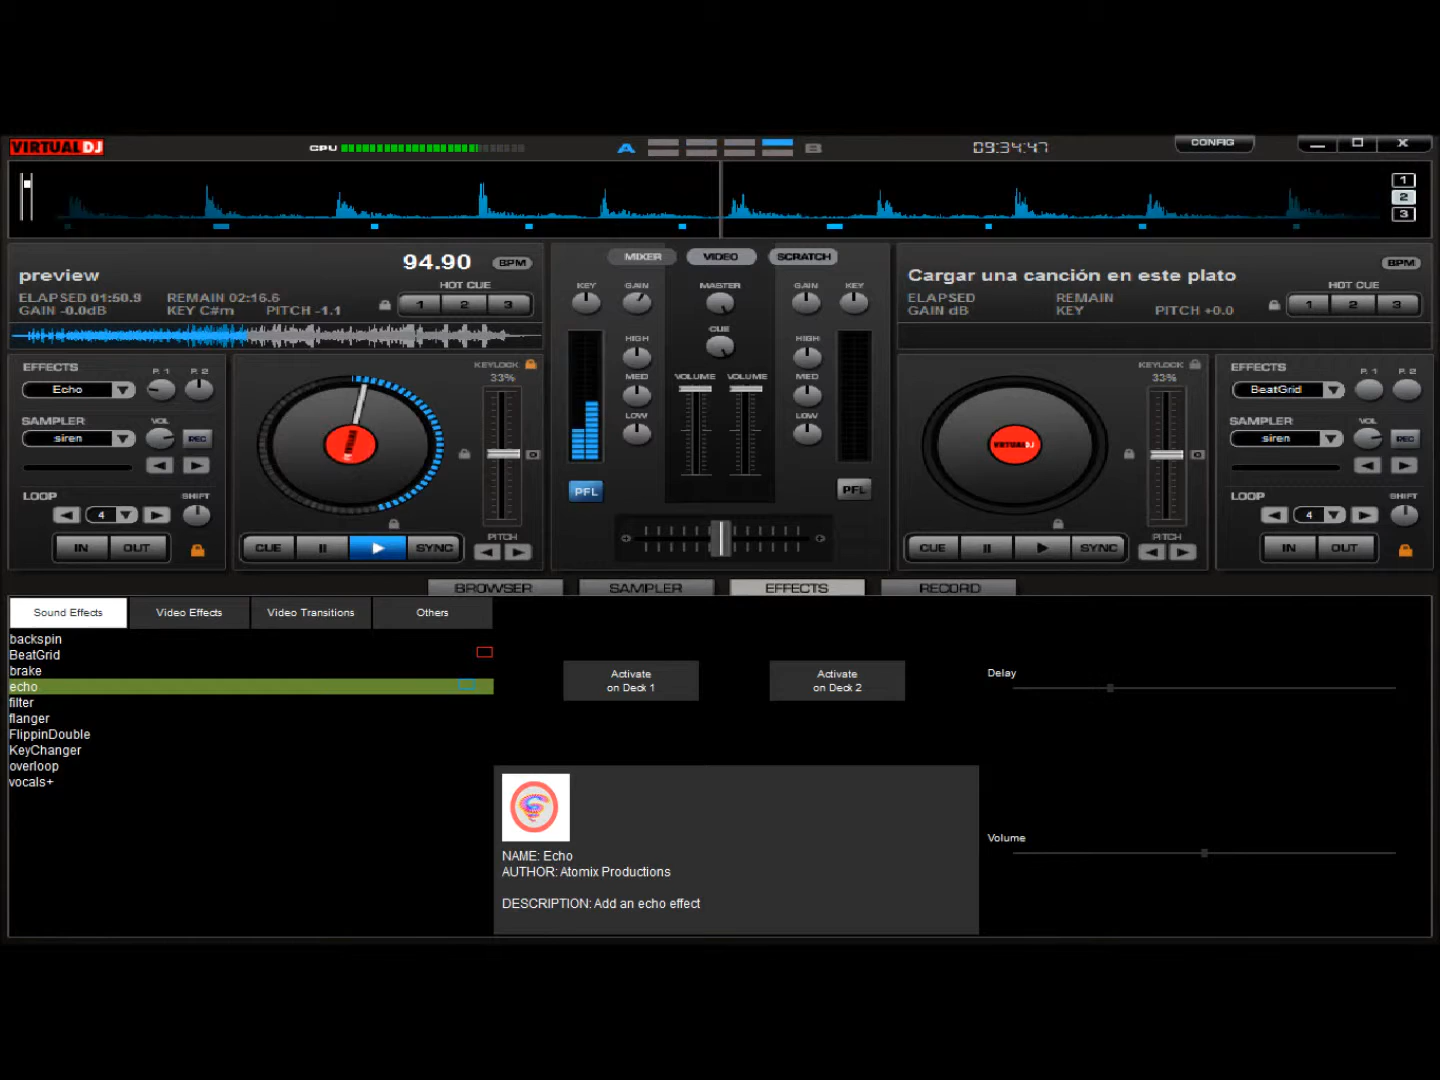 VIRTUAL DJ
CPU
A
B
09:34:47
CONFIG
1
2
3
preview
94.90 BPM
ELAPSED 01:50.9 REMAIN 02:16.6
GAIN -0.0dB KEY C#m PITCH -1.1
HOT CUE
1 2 3
MIXER VIDEO SCRATCH
Cargar una canción en este plato
BPM
ELAPSED REMAIN
GAIN dB KEY PITCH +0.0
HOT CUE
1 2 3
KEY GAIN MASTER GAIN KEY
CUE
HIGH HIGH
MED MED
LOW LOW
VOLUME VOLUME
PFL PFL
EFFECTS P. 1 P. 2
Echo
SAMPLER VOL
siren REC
LOOP SHIFT
4
IN OUT
KEYLOCK
33%
CUE SYNC
PITCH
VIRTUAL DJ
KEYLOCK
33%
CUE SYNC
PITCH
EFFECTS P. 1 P. 2
BeatGrid
SAMPLER VOL
siren REC
LOOP SHIFT
4
IN OUT
BROWSER SAMPLER EFFECTS RECORD
Sound Effects Video Effects Video Transitions Others
backspin
BeatGrid
brake
echo
filter
flanger
FlippinDouble
KeyChanger
overloop
vocals+
Activate
on Deck 1
Activate
on Deck 2
Delay
Volume
NAME: Echo
AUTHOR: Atomix Productions
DESCRIPTION: Add an echo effect